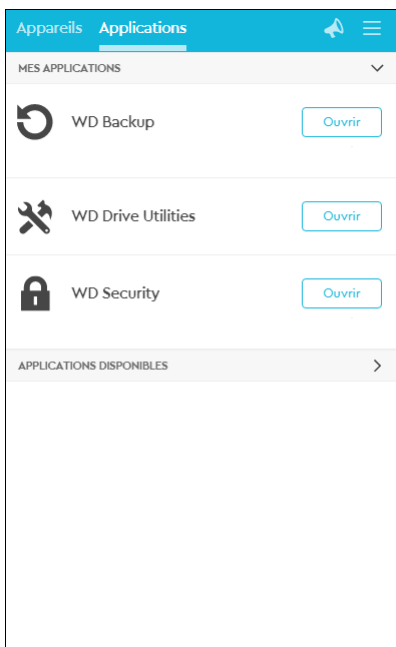 Appareils Applications
MES APPLICATIONS
WD Backup Ouvrir
WD Drive Utilities Ouvrir
WD Security Ouvrir
APPLICATIONS DISPONIBLES